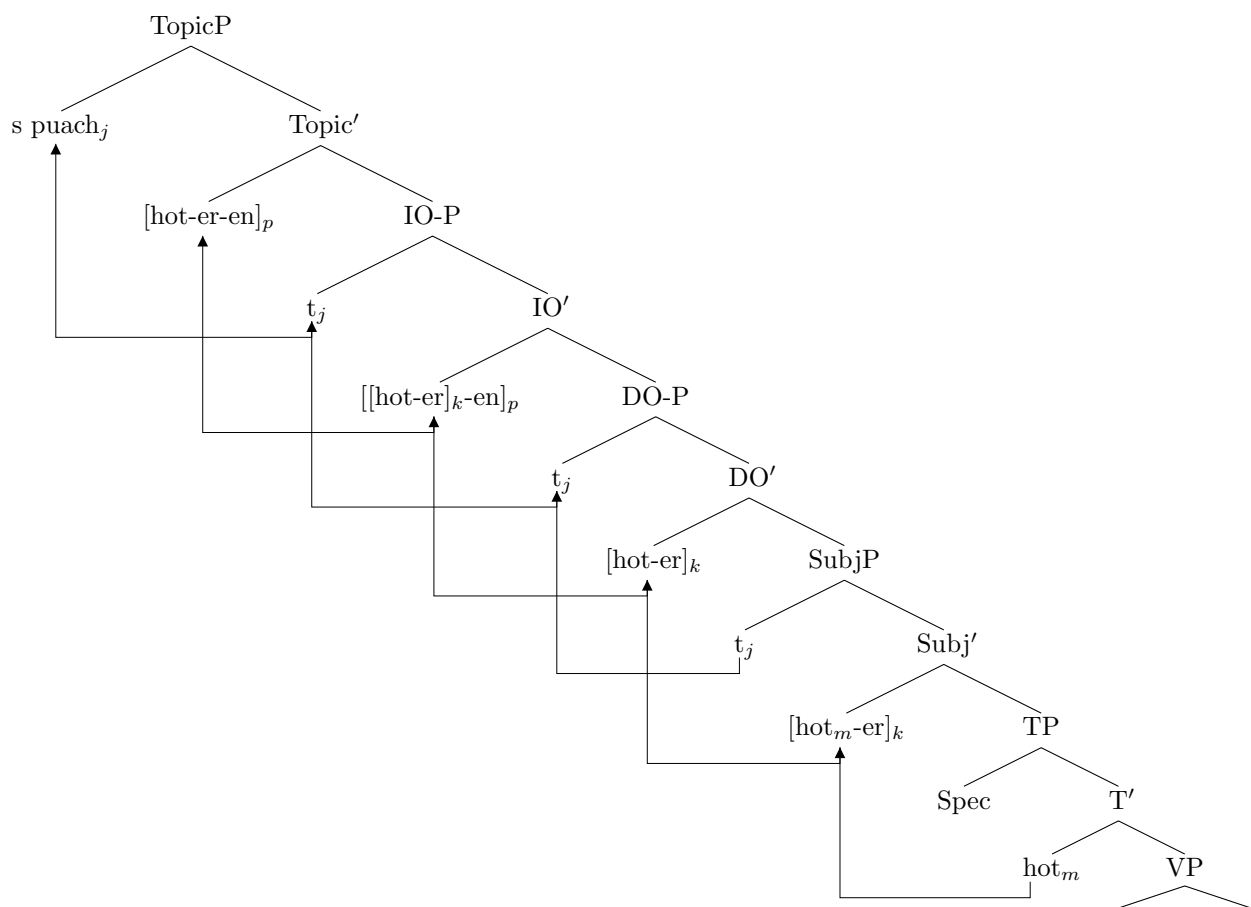 TopicP
s puach_j Topic′
[hot-er-en]_p IO-P
t_j IO′
[[hot-er]_k-en]_p DO-P
t_j DO′
[hot-er]_k SubjP
t_j Subj′
[hot_m-er]_k TP
Spec T′
hot_m VP